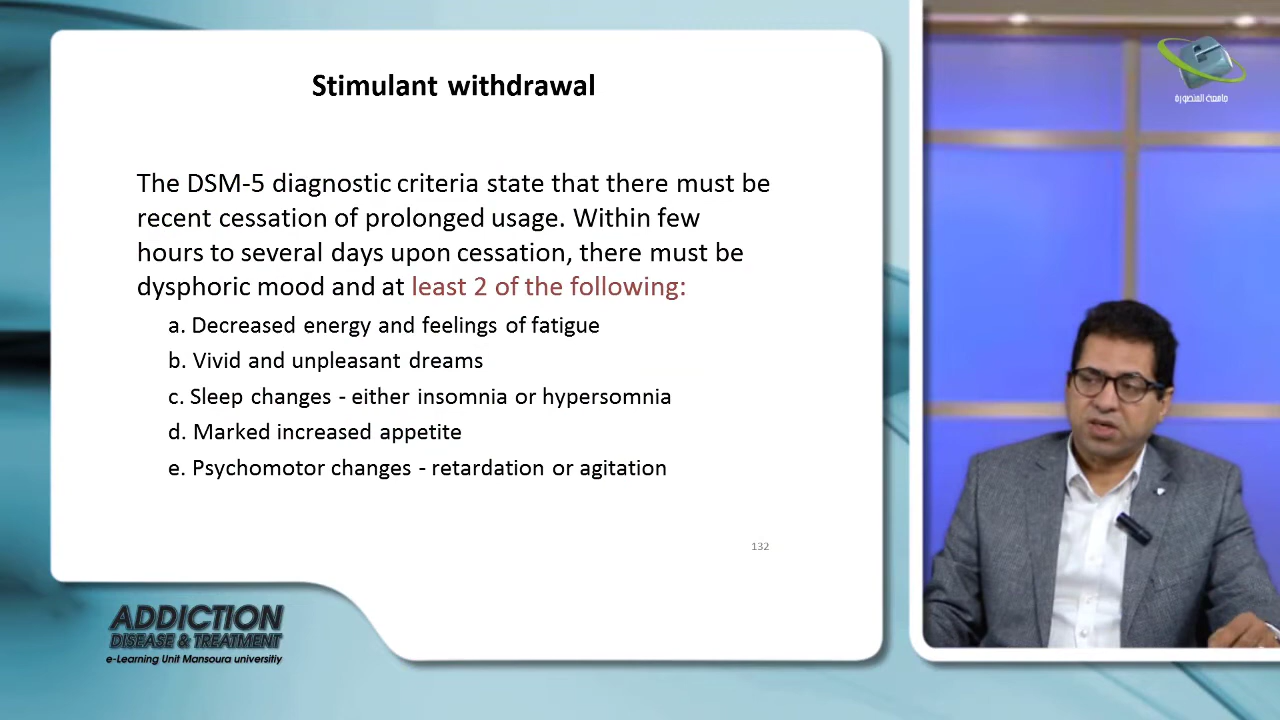 Stimulant withdrawal
The DSM-5 diagnostic criteria state that there must be
recent cessation of prolonged usage. Within few
hours to several days upon cessation, there must be
dysphoric mood and at least 2 of the following:
a. Decreased energy and feelings of fatigue
b. Vivid and unpleasant dreams
c. Sleep changes - either insomnia or hypersomnia
d. Marked increased appetite
e. Psychomotor changes - retardation or agitation
132
ADDICTION
DISEASE & TREATMENT
e-Learning Unit Mansoura universitiy
جامعة المنصورة